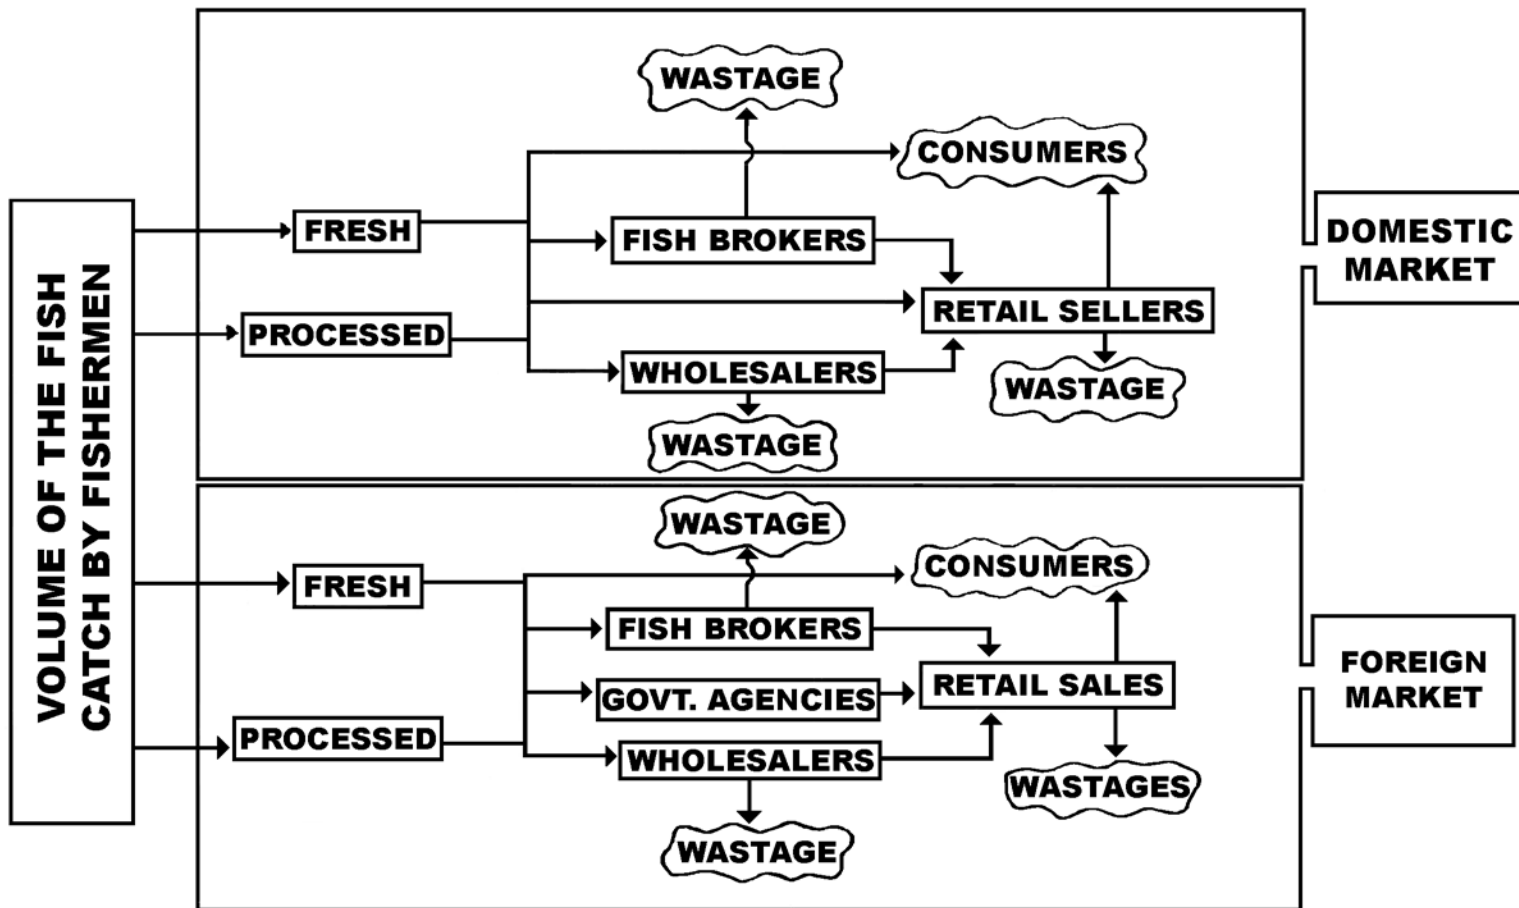 VOLUME OF THE FISH
CATCH BY FISHERMEN
WASTAGE
CONSUMERS
FRESH
FISH BROKERS
RETAIL SELLERS
PROCESSED
WHOLESALERS
WASTAGE
WASTAGE
DOMESTIC
MARKET
WASTAGE
CONSUMERS
FRESH
FISH BROKERS
GOVT. AGENCIES
RETAIL SALES
PROCESSED
WHOLESALERS
WASTAGES
WASTAGE
FOREIGN
MARKET